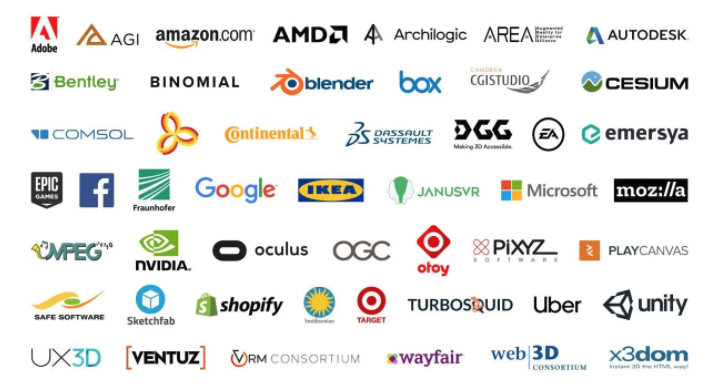 Adobe
AGI
amazon.com
AMD
Archilogic
AREA Augmented Reality for Enterprise Alliance
AUTODESK.
Bentley
BINOMIAL
blender
box
CANDERA
CGISTUDIO
CESIUM
COMSOL
Continental
DASSAULT SYSTEMES
DGG
Making 3D Accessible.
EA
emersya
EPIC GAMES
f
Fraunhofer
Google
IKEA
JANUSVR
Microsoft
moz://a
MPEG
NVIDIA.
oculus
OGC
otoy
PiXYZ
SOFTWARE
PLAYCANVAS
SAFE SOFTWARE
Sketchfab
shopify
Smithsonian
TARGET
TURBOSQUID
Uber
unity
UX3D
[VENTUZ]
VRM CONSORTIUM
wayfair
web|3D
CONSORTIUM
x3dom
Instant 3D the HTML way!